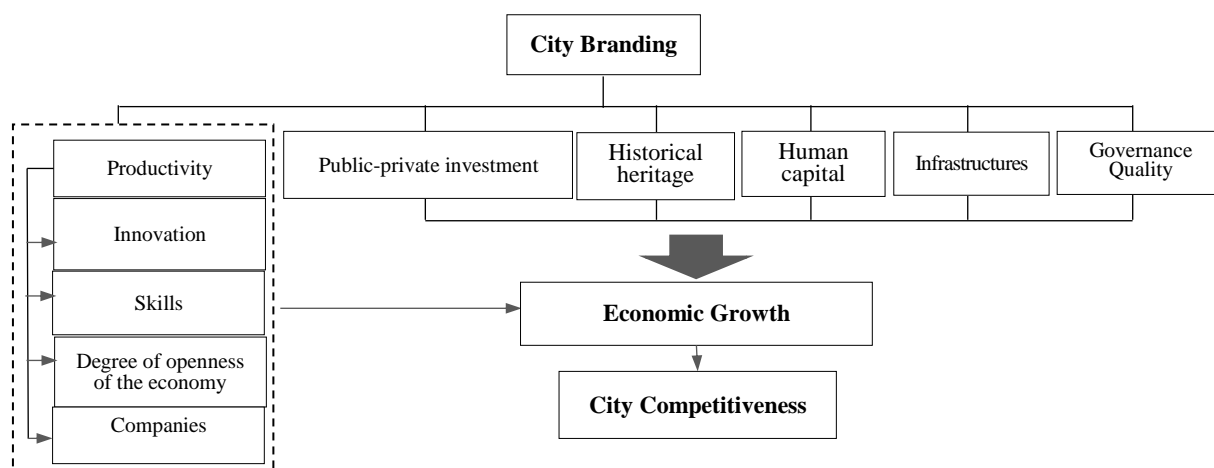 City Branding
Productivity
Innovation
Skills
Degree of openness
of the economy
Companies
Public-private investment
Historical
heritage
Human
capital
Infrastructures
Governance
Quality
Economic Growth
City Competitiveness